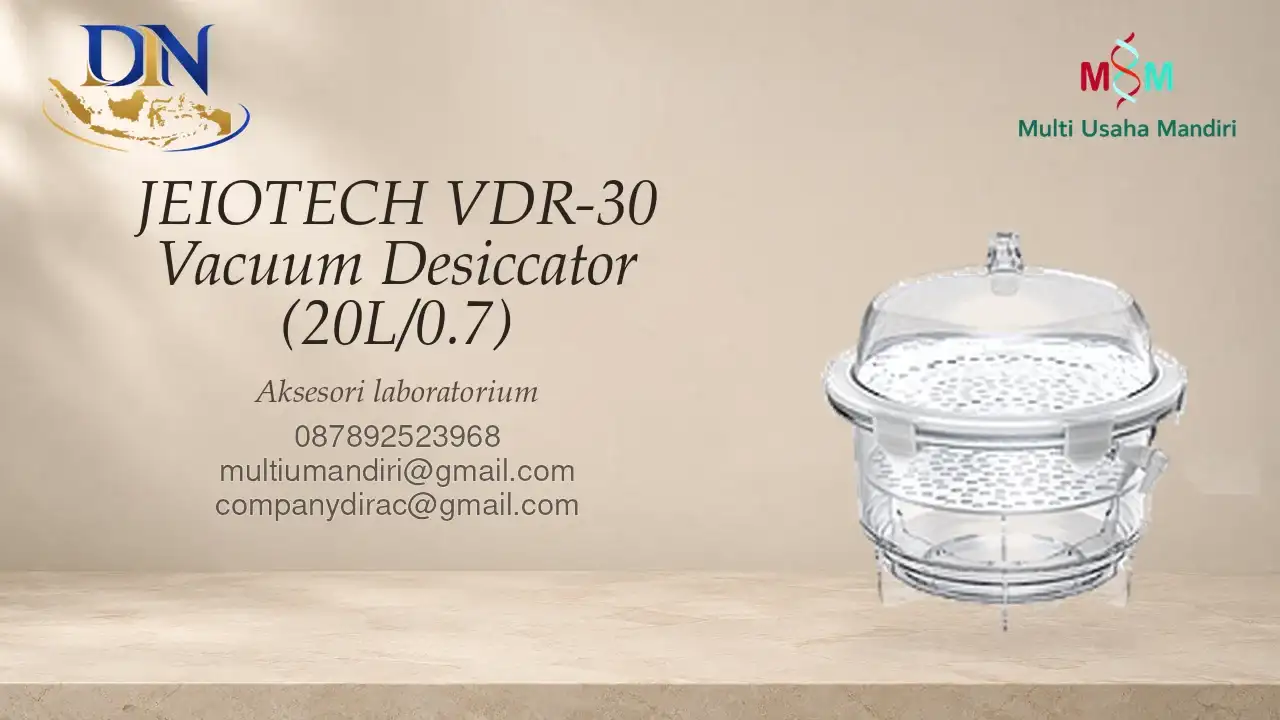 DN
M M
Multi Usaha Mandiri
JEIOTECH VDR-30
Vacuum Desiccator
(20L/0.7)
Aksesori laboratorium
087892523968
multiumandiri@gmail.com
companydirac@gmail.com